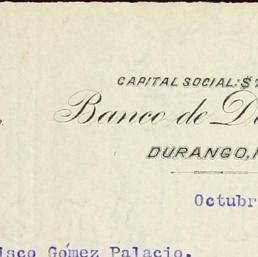 CAPITAL SOCIAL: $
Banco de D
DURANGO,
Octubr
isco Gómez Palacio.